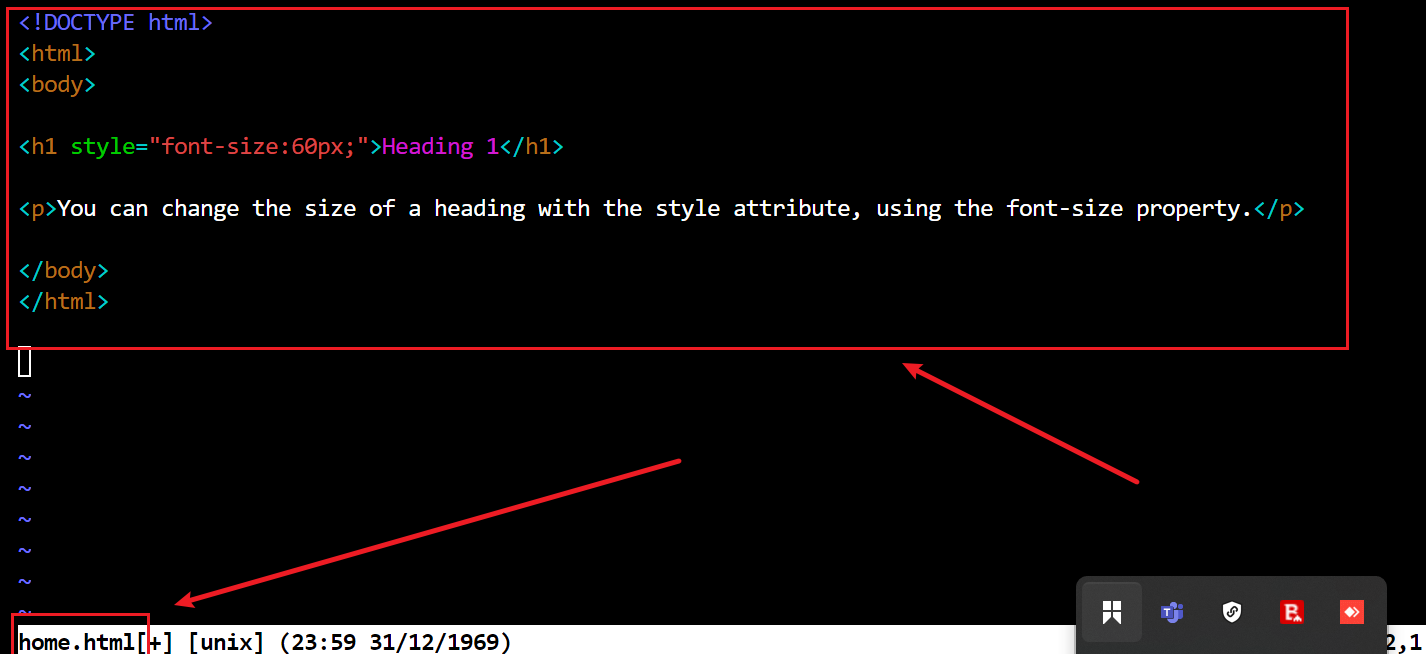 <!DOCTYPE html>
<html>
<body>
<h1 style="font-size:60px;">Heading 1</h1>
<p>You can change the size of a heading with the style attribute, using the font-size property.</p>
</body>
</html>
~
~
~
~
~
~
~
~
home.html[+] [unix] (23:59 31/12/1969) 2,1